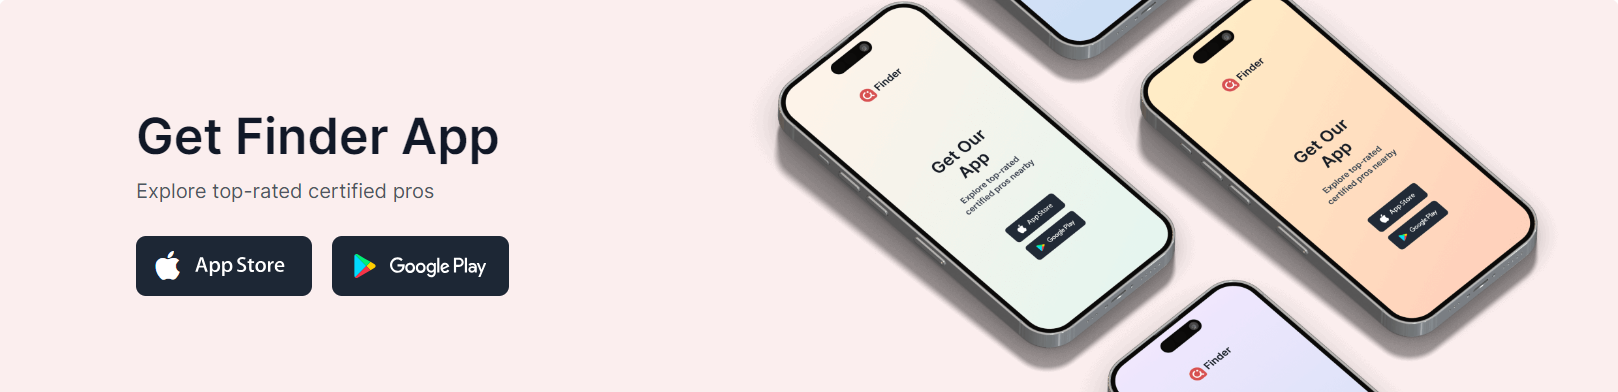 Get Finder App
Explore top-rated certified pros
App Store
Google Play
Finder
Get Our
App
Explore top-rated
certified pros nearby
App Store
Google Play
Finder
Get Our
App
Explore top-rated
certified pros nearby
App Store
Google Play
Finder